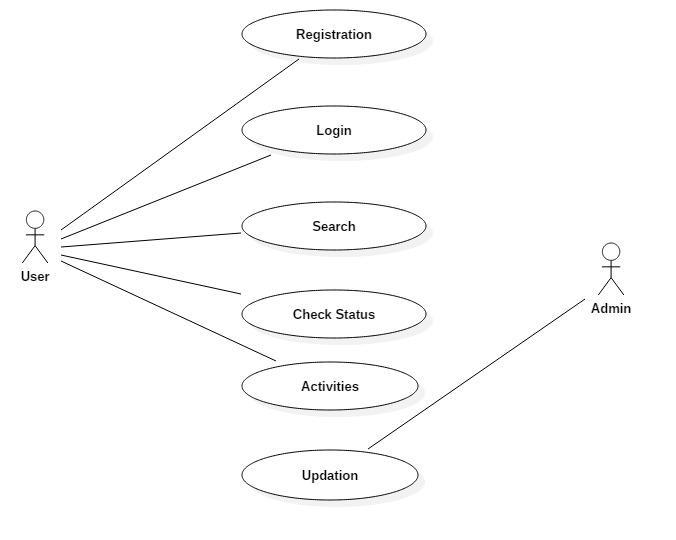 Registration
Login
Search
User
Check Status
Admin
Activities
Updation